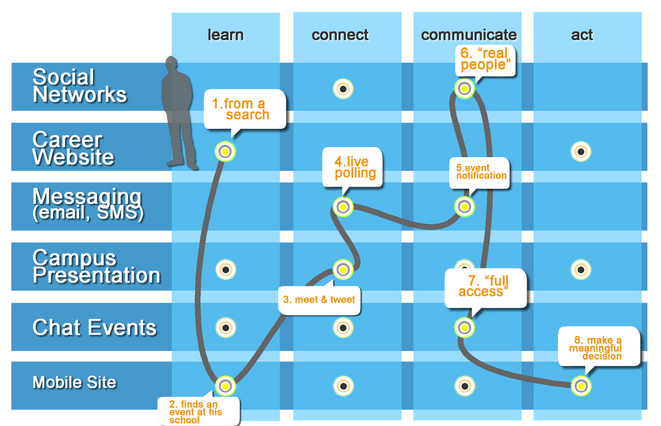 learn
connect
communicate
act
Social
Networks
6. “real
people”
1.from a
search
Career
Website
4.live
polling
5.event
notification
Messaging
(email, SMS)
Campus
Presentation
3. meet & tweet
7. “full
access”
Chat Events
8. make a
meaningful
decision
Mobile Site
2. finds an
event at his
school